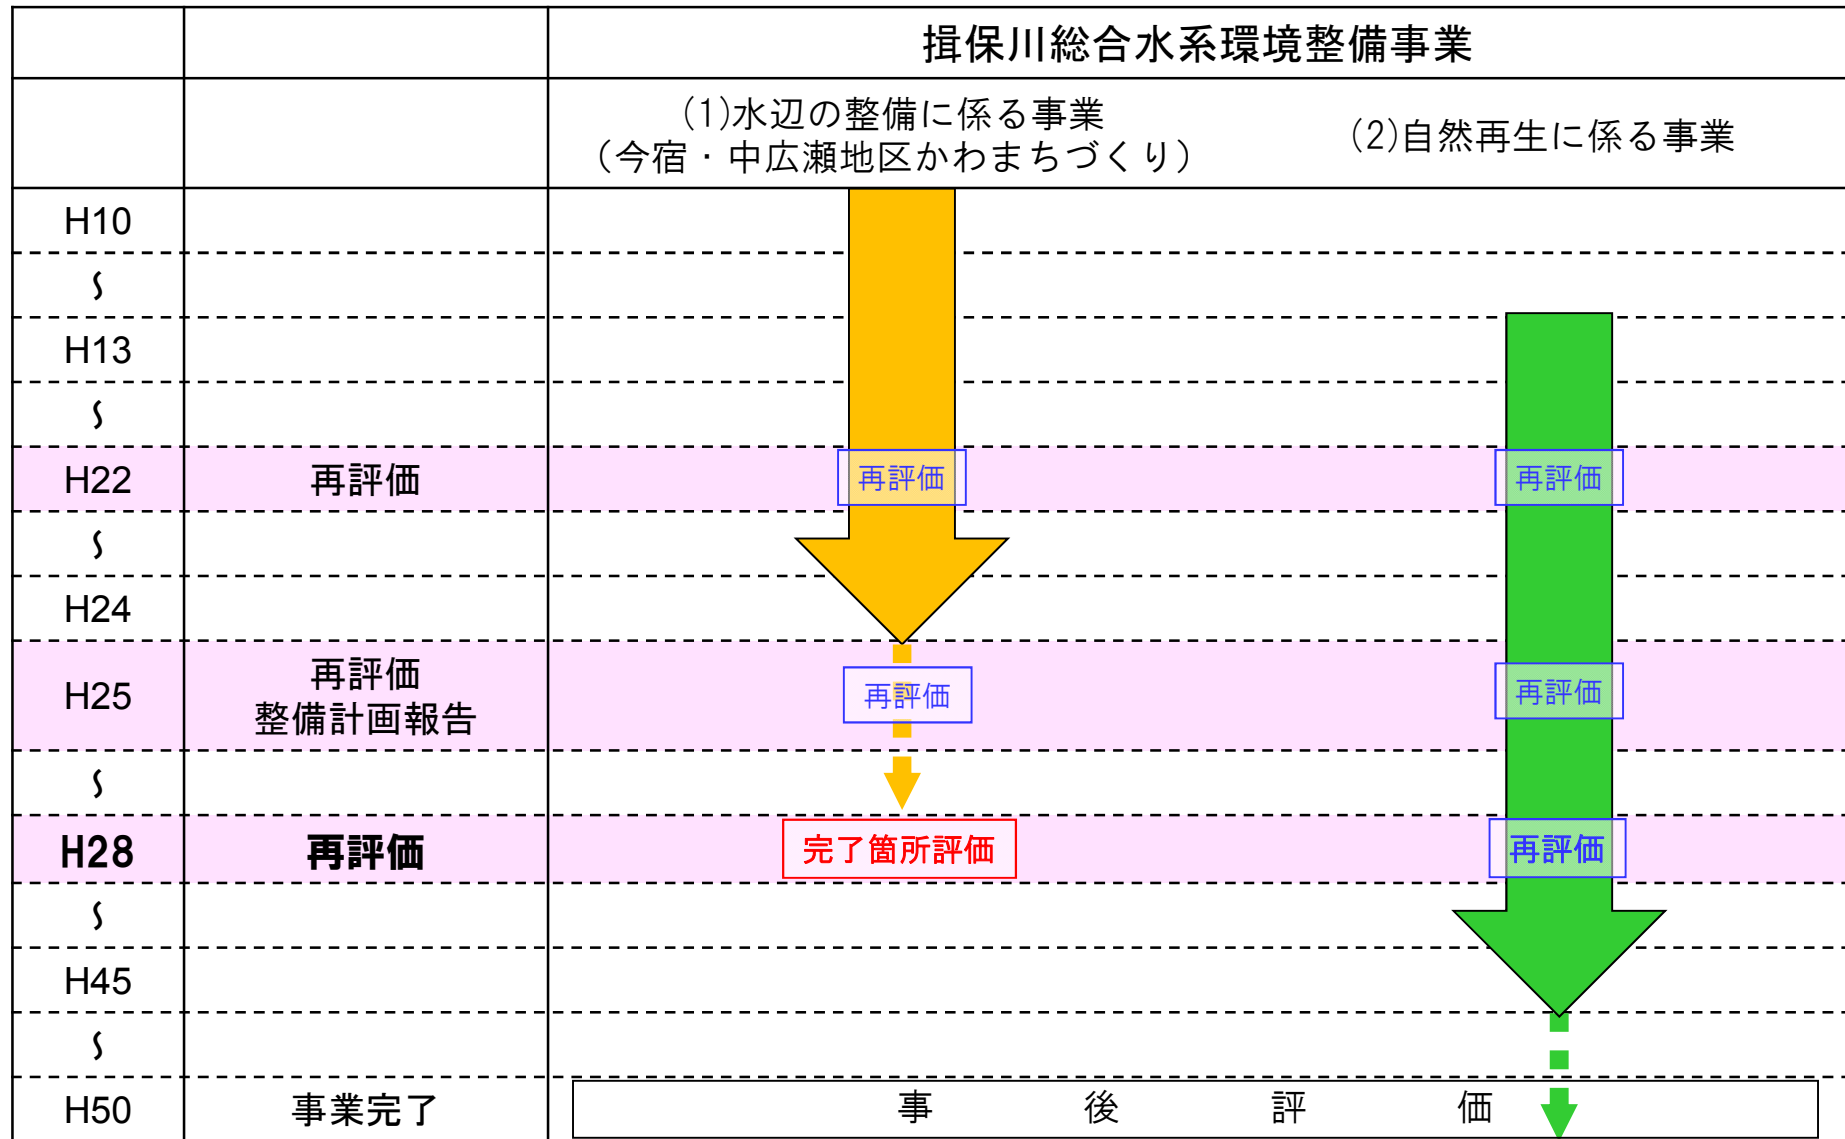 揖保川総合水系環境整備事業
(1)水辺の整備に係る事業
(今宿・中広瀬地区かわまちづくり)
(2)自然再生に係る事業
H10
~
H13
~
H22 再評価 再評価 再評価
~
H24
再評価
H25 再評価 再評価
整備計画報告
~
H28 再評価 完了箇所評価 再評価
~
H45
~
H50 事業完了 事後評価